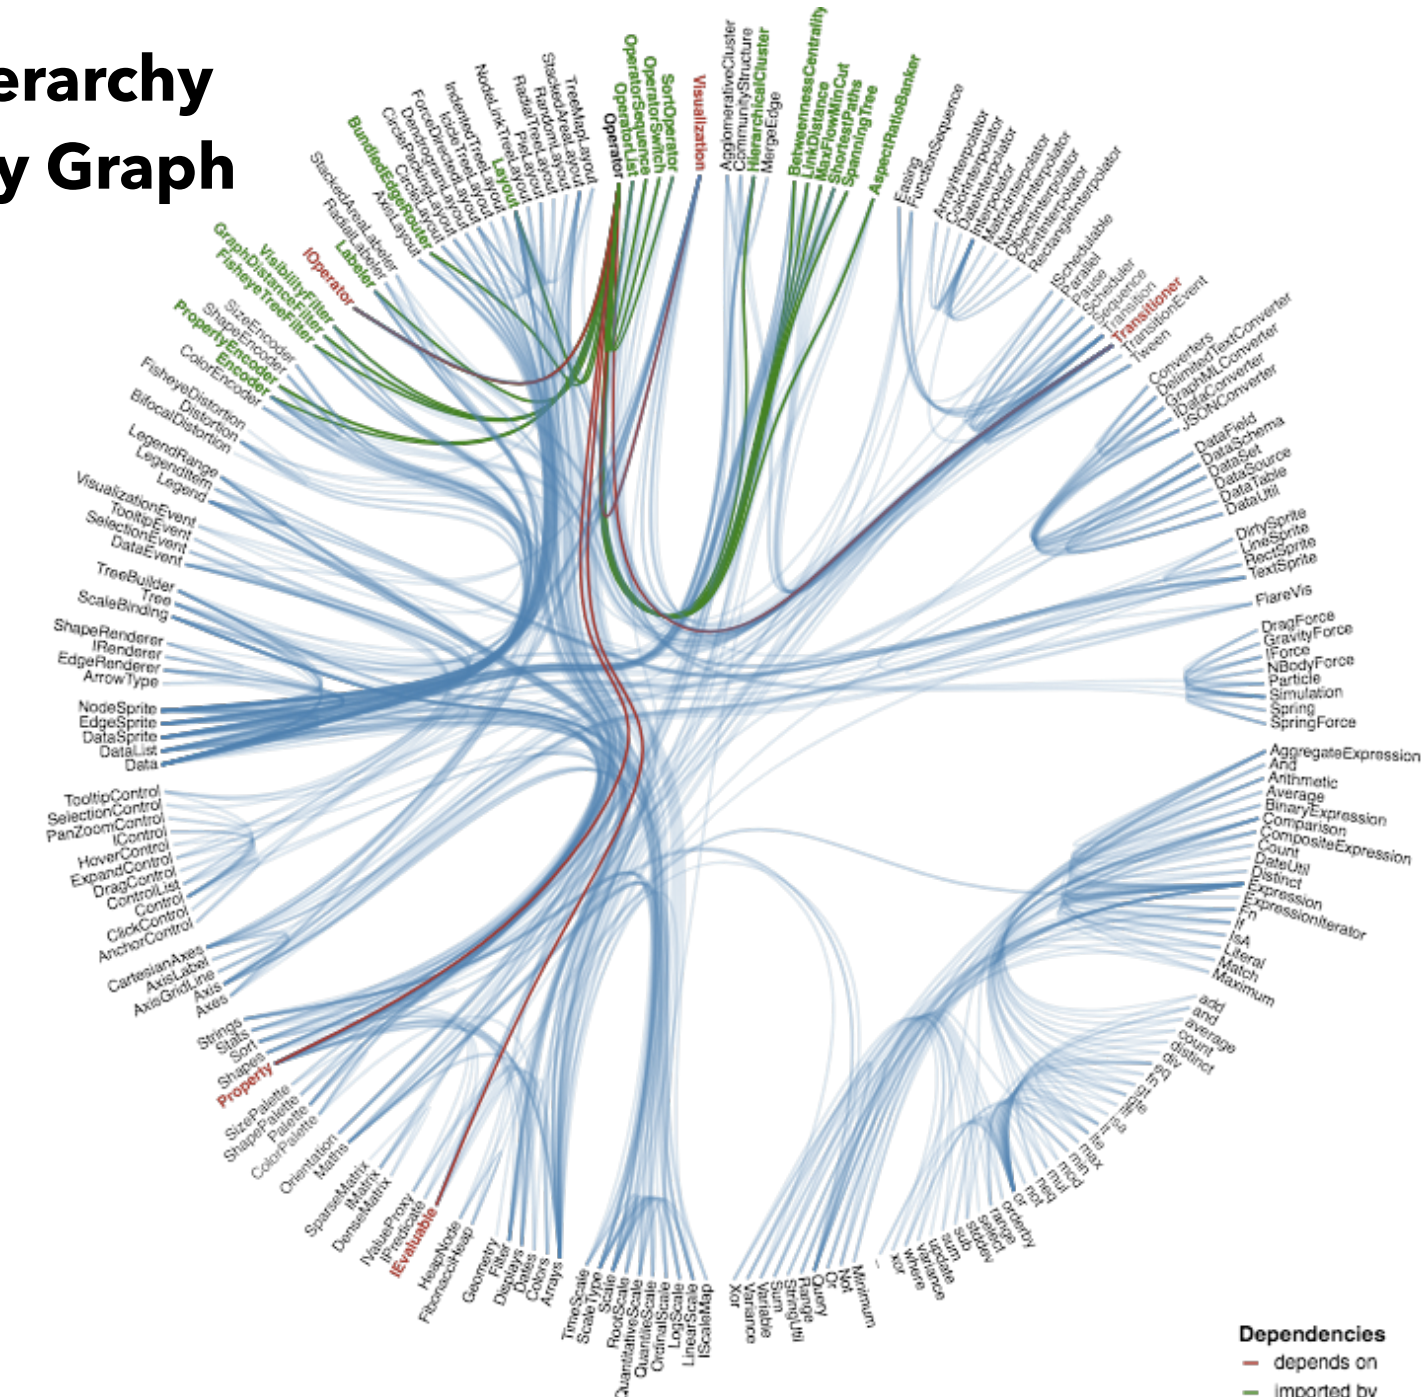 erarchy
y Graph
AgglomerativeCluster
CommunityStructure
HierarchicalCluster
MergeEdge
BetweennessCentrality
LinkDistance
MaxFlowMinCut
ShortestPaths
SpanningTree
AspectRatioBanker
Easing
FunctionSequence
ArrayInterpolator
ColorInterpolator
DateInterpolator
Interpolator
MatrixInterpolator
NumberInterpolator
ObjectInterpolator
PointInterpolator
RectangleInterpolator
ISchedulable
Parallel
Pause
Scheduler
Sequence
Transition
Transitioner
TransitionEvent
Tween
Converters
DelimitedTextConverter
GraphMLConverter
IDataConverter
JSONConverter
DataField
DataSchema
DataSet
DataSource
DataTable
DataUtil
DirtySprite
LineSprite
RectSprite
TextSprite
FlareVis
DragForce
GravityForce
IForce
NBodyForce
Particle
Simulation
Spring
SpringForce
AggregateExpression
And
Arithmetic
Average
BinaryExpression
Comparison
CompositeExpression
Count
DateUtil
Distinct
Expression
ExpressionIterator
Fn
If
IsA
Literal
Match
Maximum
add
and
average
count
distinct
div
eq
fn
gt
gte
iff
isa
lte
max
min
mod
mul
neq
not
or
orderby
range
select
stddev
sub
sum
update
variance
where
xor
_
Minimum
Not
Or
Query
Range
StringUtil
Sum
Variable
Variance
Xor
IScaleMap
LinearScale
LogScale
OrdinalScale
QuantileScale
QuantitativeScale
RootScale
Scale
ScaleType
TimeScale
Arrays
Colors
Dates
Displays
Filter
Geometry
FibonacciHeap
HeapNode
IEvaluable
IPredicate
IValueProxy
DenseMatrix
IMatrix
SparseMatrix
Maths
Orientation
ColorPalette
Palette
ShapePalette
SizePalette
Property
Shapes
Sort
Stats
Strings
Axes
Axis
AxisGridLine
AxisLabel
CartesianAxes
AnchorControl
ClickControl
Control
ControlList
DragControl
ExpandControl
HoverControl
IControl
PanZoomControl
SelectionControl
TooltipControl
Data
DataList
DataSprite
EdgeSprite
NodeSprite
ArrowType
EdgeRenderer
IRenderer
ShapeRenderer
ScaleBinding
Tree
TreeBuilder
DataEvent
SelectionEvent
TooltipEvent
VisualizationEvent
Legend
LegendItem
LegendRange
BifocalDistortion
Distortion
FisheyeDistortion
ColorEncoder
Encoder
PropertyEncoder
ShapeEncoder
SizeEncoder
FisheyeTreeFilter
GraphDistanceFilter
VisibilityFilter
IOperator
Labeler
RadialLabeler
StackedAreaLabeler
AxisLayout
BundledEdgeRouter
CircleLayout
CirclePackingLayout
DendrogramLayout
ForceDirectedLayout
IcicleTreeLayout
IndentedTreeLayout
Layout
NodeLinkTreeLayout
PieLayout
RadialTreeLayout
RandomLayout
StackedAreaLayout
TreeMapLayout
Operator
OperatorList
OperatorSequence
OperatorSwitch
SortOperator
Visualization
Dependencies
depends on
imported by